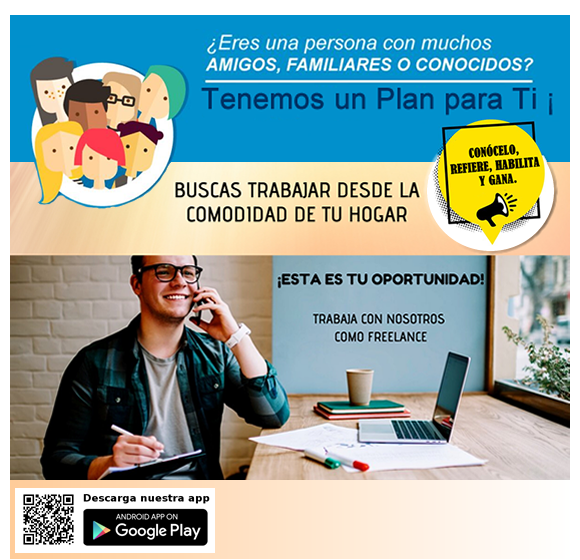 ¿Eres una persona con muchos
AMIGOS, FAMILIARES O CONOCIDOS?
Tenemos un Plan para Ti ¡
CONÓCELO,
REFIERE, HABILITA
Y GANA.
BUSCAS TRABAJAR DESDE LA
COMODIDAD DE TU HOGAR
¡ESTA ES TU OPORTUNIDAD!
TRABAJA CON NOSOTROS
COMO FREELANCE
Descarga nuestra app
ANDROID APP ON
Google Play